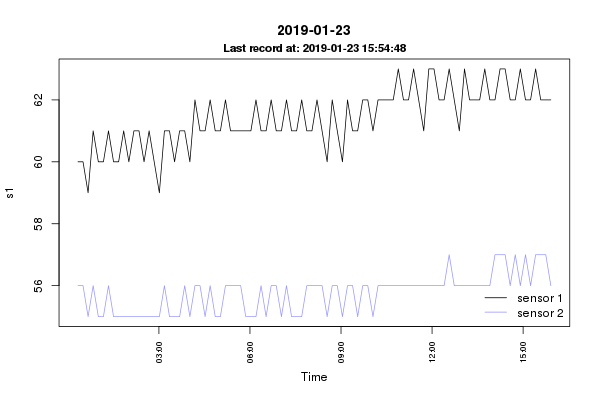 2019-01-23
Last record at: 2019-01-23 15:54:48
62
60
58
56
s1
sensor 1
sensor 2
03:00
06:00
09:00
12:00
15:00
Time